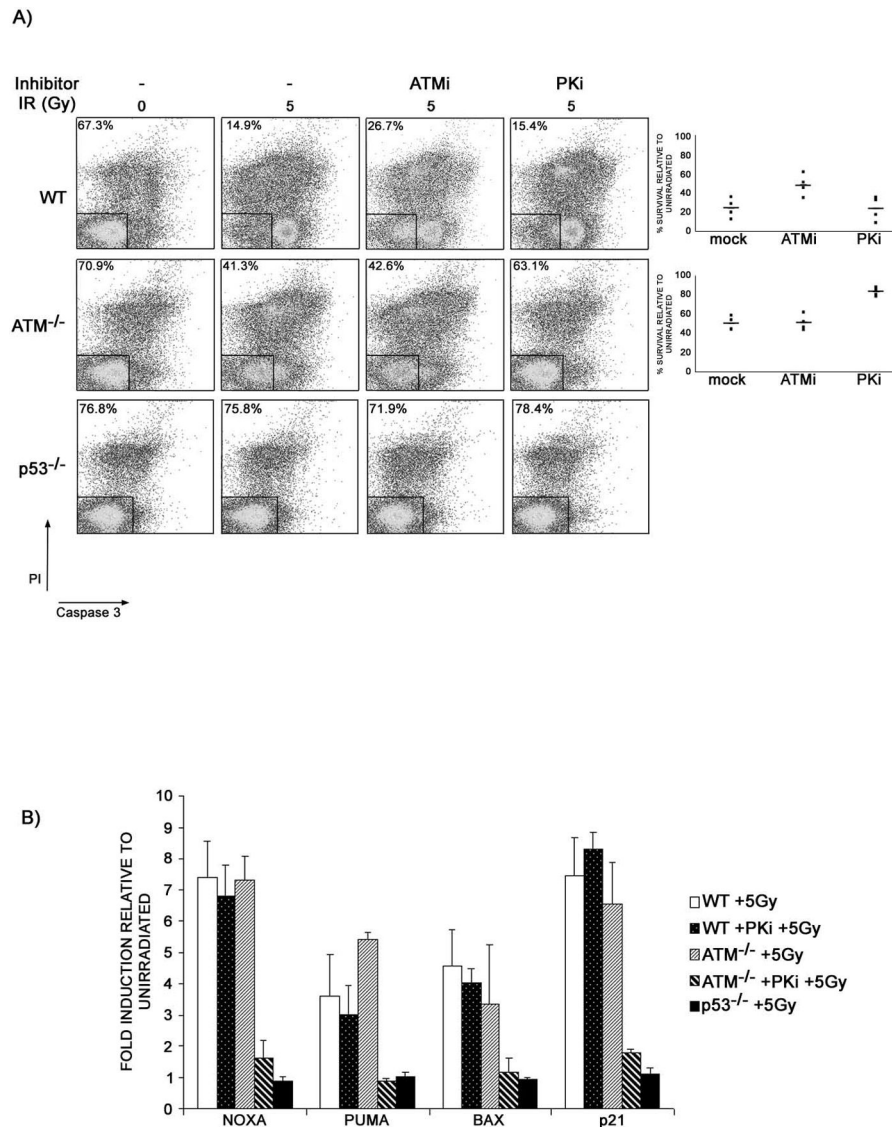 A)
Inhibitor - - ATMi PKi
IR (Gy) 0 5 5 5
WT
67.3% 14.9% 26.7% 15.4%
% SURVIVAL RELATIVE TO
UNIRRADIATED
100
80
60
40
20
0
mock ATMi PKi
ATM-/-
70.9% 41.3% 42.6% 63.1%
% SURVIVAL RELATIVE TO
UNIRRADIATED
100
80
60
40
20
0
mock ATMi PKi
p53-/-
76.8% 75.8% 71.9% 78.4%
PI
Caspase 3
B)
FOLD INDUCTION RELATIVE TO
UNIRRADIATED
10
9
8
7
6
5
4
3
2
1
0
NOXA PUMA BAX p21
WT +5Gy
WT +PKi +5Gy
ATM-/- +5Gy
ATM-/- +PKi +5Gy
p53-/- +5Gy